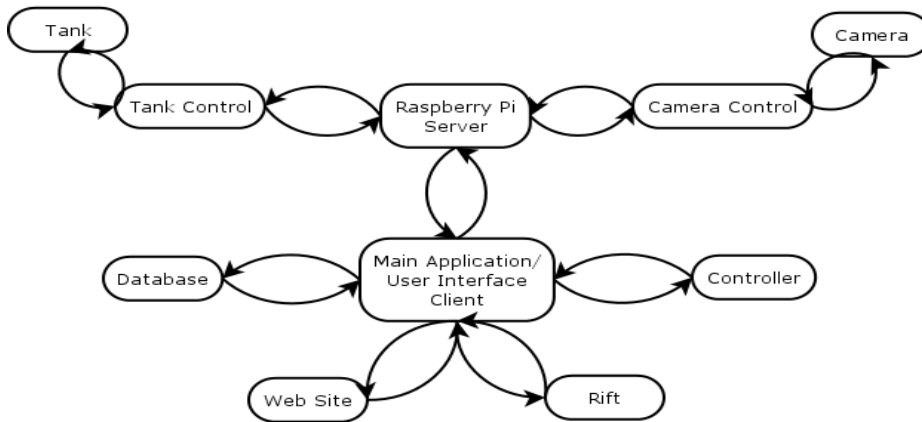 Tank
Camera
Tank Control
Raspberry Pi
Server
Camera Control
Database
Main Application/
User Interface
Client
Controller
Web Site
Rift